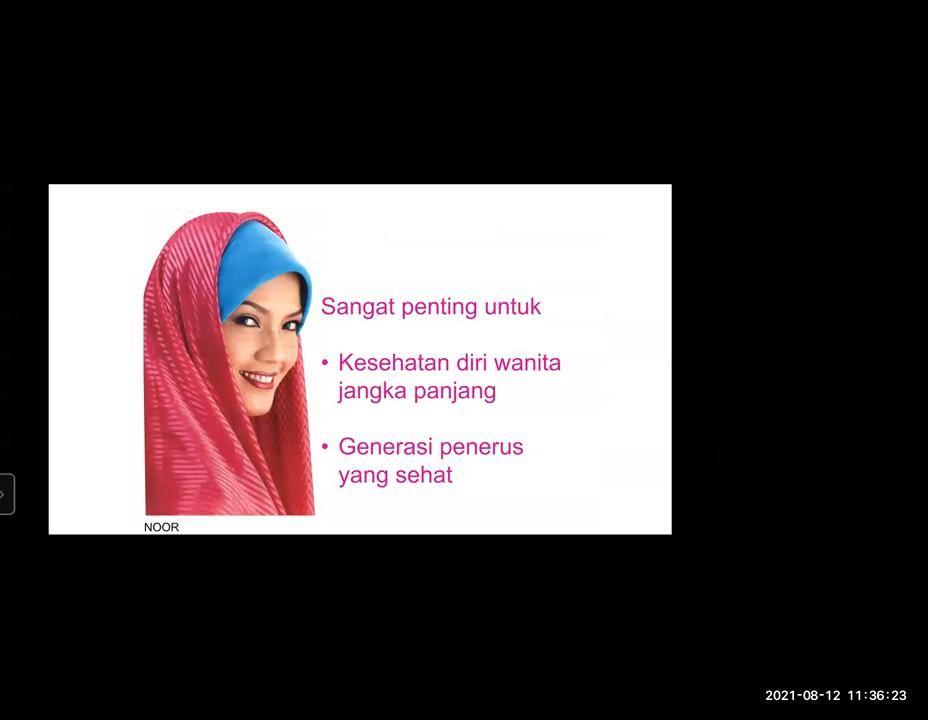 Sangat penting untuk
• Kesehatan diri wanita
jangka panjang
• Generasi penerus
yang sehat
NOOR
2021-08-12 11:36:23